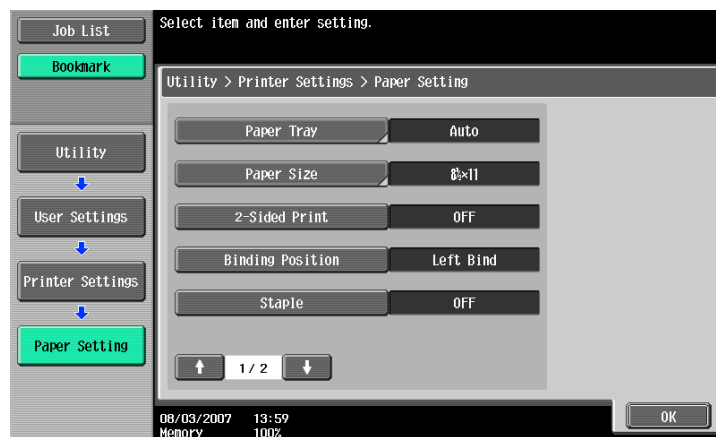 Job List
Select item and enter setting.
Bookmark
Utility > Printer Settings > Paper Setting
Paper Tray Auto
Utility
Paper Size 8½×11
User Settings
2-Sided Print OFF
Binding Position Left Bind
Printer Settings
Staple OFF
Paper Setting
1/ 2
08/03/2007 13:59
Memory 100%
OK